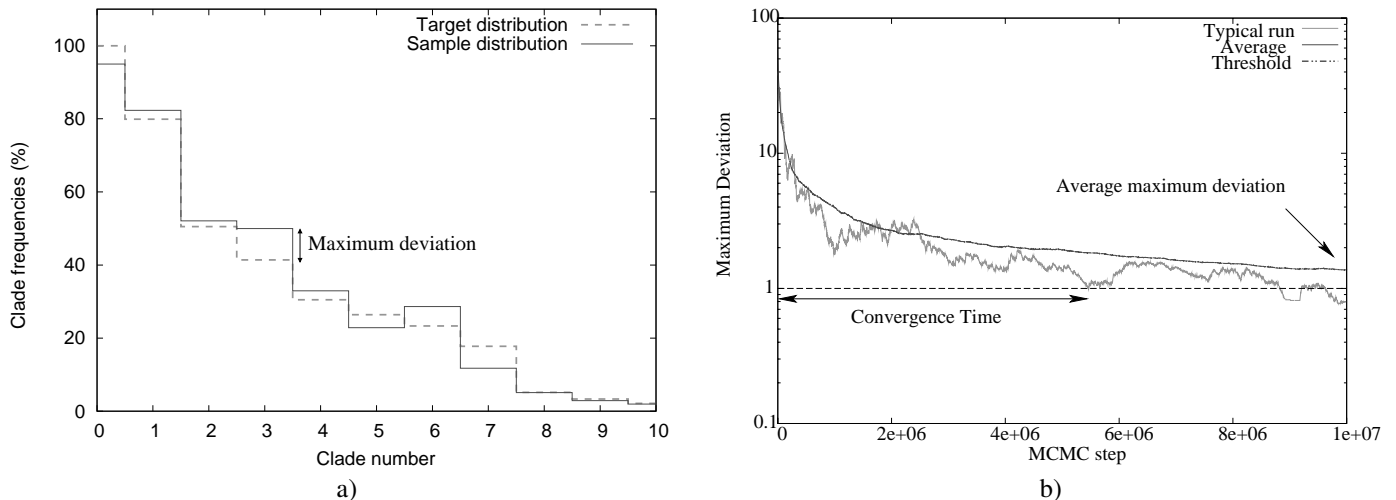 Target distribution
Sample distribution
100
80
60
40
20
0
Clade frequencies (%)
Maximum deviation
0 1 2 3 4 5 6 7 8 9 10
Clade number
a)
Typical run
Average
Threshold
100
10
1
0.1
Maximum Deviation
Average maximum deviation
Convergence Time
0 2e+06 4e+06 6e+06 8e+06 1e+07
MCMC step
b)